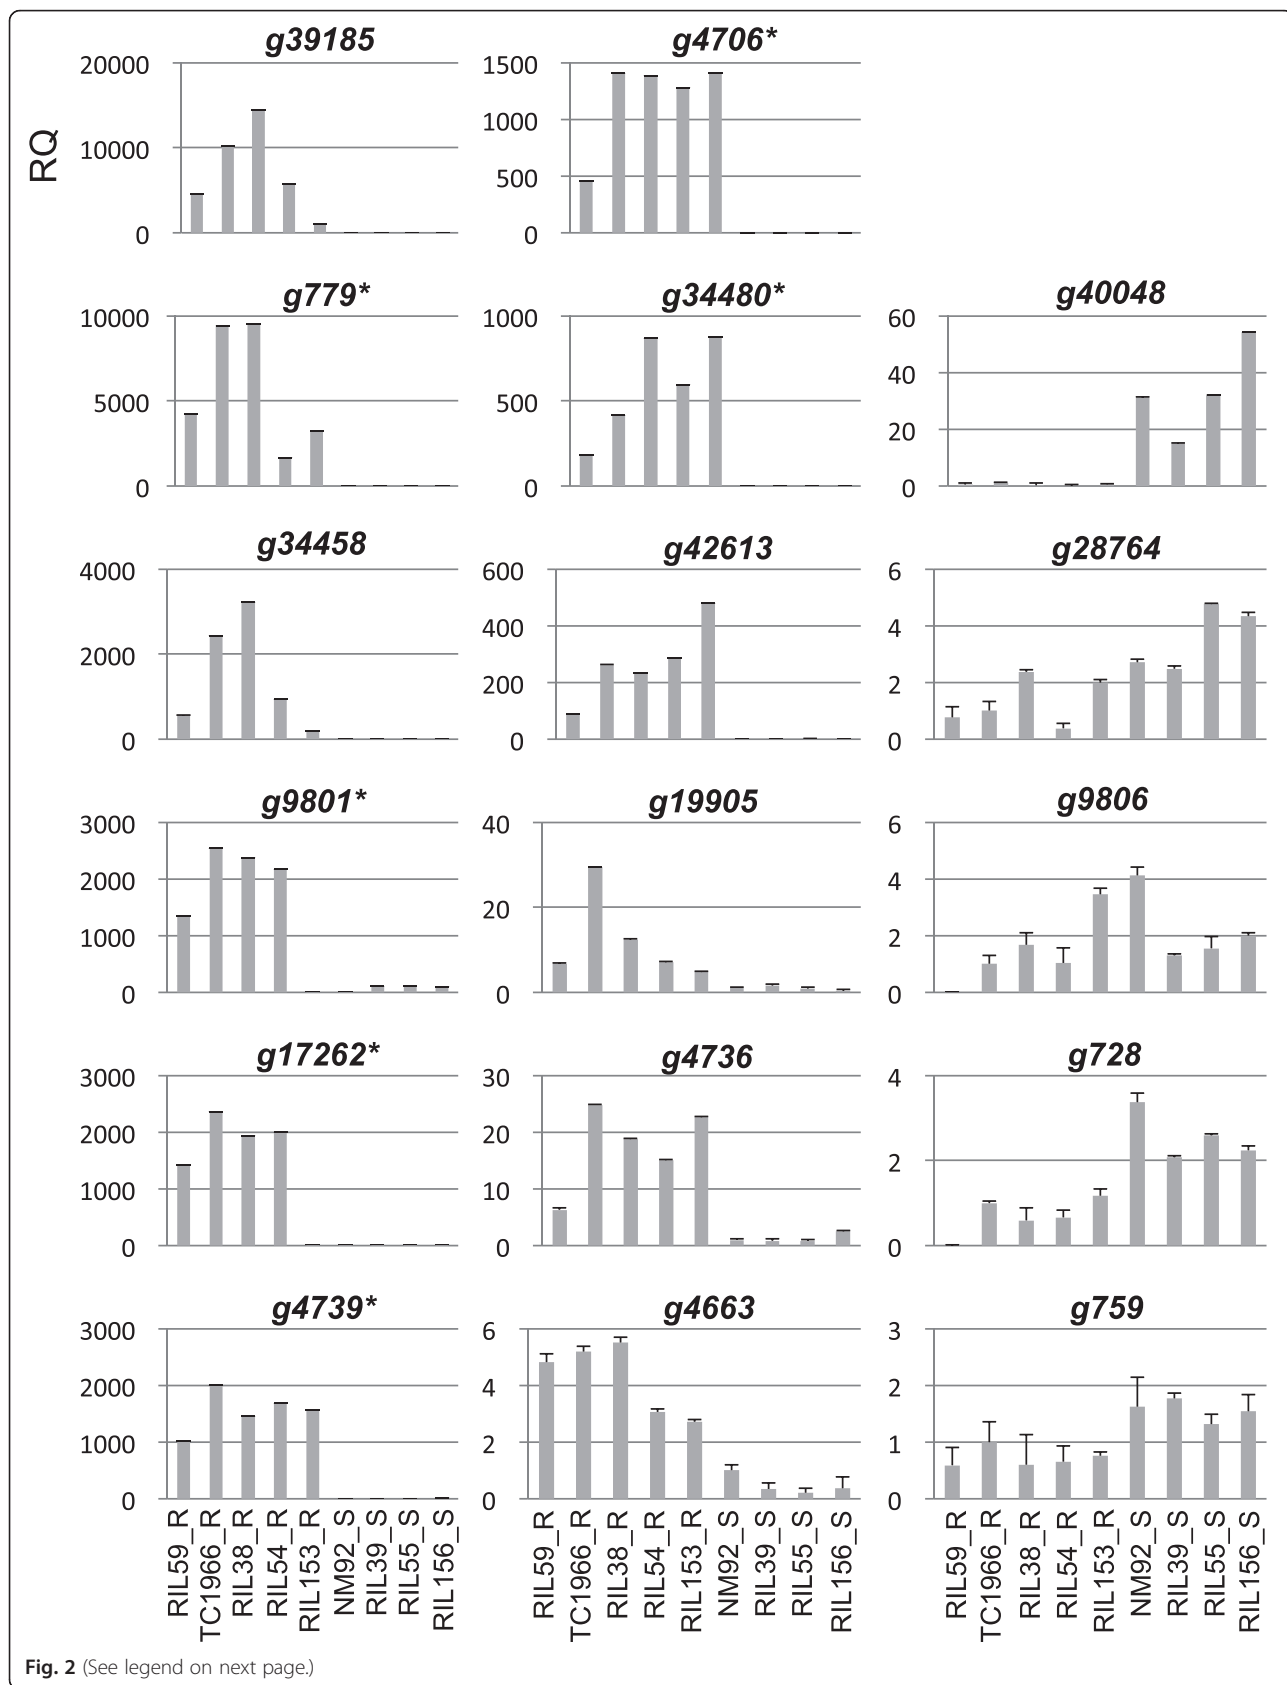 g39185
g4706*
RQ
20000
10000
0
1500
1000
500
0
g779*
g34480*
g40048
10000
5000
0
1000
500
0
60
40
20
0
g34458
g42613
g28764
4000
2000
0
600
400
200
0
6
4
2
0
g9801*
g19905
g9806
3000
2000
1000
0
40
20
0
6
4
2
0
g17262*
g4736
g728
3000
2000
1000
0
30
20
10
0
4
2
0
g4739*
g4663
g759
3000
2000
1000
0
6
4
2
0
3
2
1
0
RIL59_R
TC1966_R
RIL38_R
RIL54_R
RIL153_R
NM92_S
RIL39_S
RIL55_S
RIL156_S
RIL59_R
TC1966_R
RIL38_R
RIL54_R
RIL153_R
NM92_S
RIL39_S
RIL55_S
RIL156_S
RIL59_R
TC1966_R
RIL38_R
RIL54_R
RIL153_R
NM92_S
RIL39_S
RIL55_S
RIL156_S
Fig. 2 (See legend on next page.)